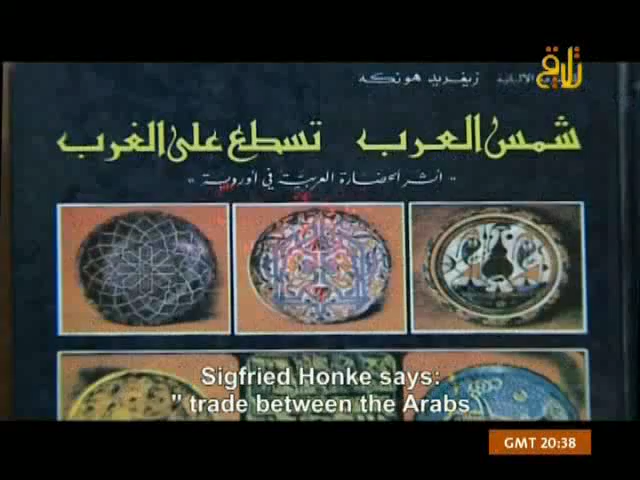 زيغريد هونكه
شمس العرب تسطع على الغرب
" أثر الحضارة العربية في أوروبة "
Sigfried Honke says:
" trade between the Arabs
GMT 20:38